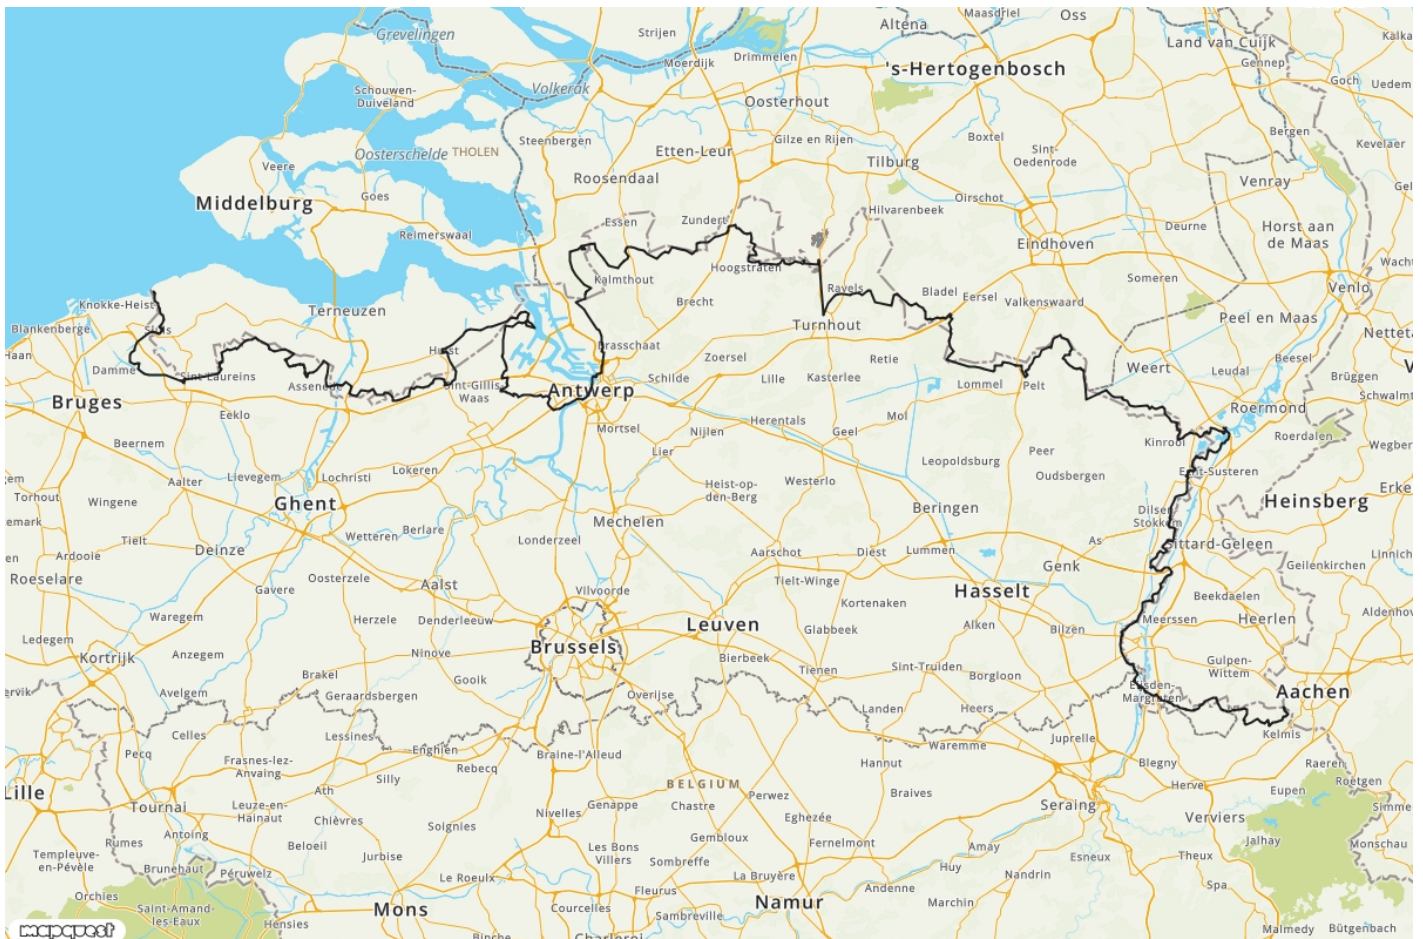 Grevelingen
Strijen
Altena
Maasdriel
Oss
Land van Cuijk
Gennep
Goch
Uedem
Moerdijk
Drimmelen
's-Hertogenbosch
Schouwen-
Duiveland
Volkerak
Oosterhout
Steenbergen
Etten-Leur
Gilze en Rijen
Boxtel
Bergen
Kevelaer
Oosterschelde
THOLEN
Veere
Tilburg
Sint-
Oedenrode
Roosendaal
Venray
Middelburg
Goes
Oirschot
Hilvarenbeek
Essen
Zundert
Deurne
Horst aan
de Maas
Reimerswaal
Eindhoven
Hoogstraten
Kalmthout
Someren
Venlo
Ravels
Bladel
Eersel
Valkenswaard
Knokke-Heist
Brecht
Terneuzen
Blankenberge
Sluis
Turnhout
Peel en Maas
Haan
Hulst
Brasschaat
Zoersel
Retie
Beesel
Damme
Sint-Laureins
Weert
Leudal
Brüggen
Assenede
Sint-Gillis
Waas
Antwerp
Schilde
Lille
Kasterlee
Lommel
Pelt
Bruges
Eeklo
Roermond
Mortsel
Nijlen
Herentals
Geel
Mol
Roerdalen
Beernem
Kinrooi
Lier
Peer
Leopoldsburg
Echt-Susteren
Lievegem
Lochristi
Lokeren
Oudsbergen
Aalter
Heist-op-
den-Berg
Westerlo
Torhout
Wingene
Ghent
Heinsberg
Beringen
Mechelen
Dilsen
Stokkem
Wetteren
Berlare
Tielt
Deinze
Londerzeel
As
Sittard-Geleen
Ardooie
Aarschot
Diest
Lummen
Genk
Geilenkirchen
Roeselare
Oosterzele
Aalst
Tielt-Winge
Gavere
Vilvoorde
Hasselt
Beekdaelen
Kortenaken
Waregem
Herzele
Denderleeuw
Leuven
Alken
Bilzen
Meerssen
Heerlen
Glabbeek
Ledegem
Anzegem
Ninove
Brussels
Kortrijk
Bierbeek
Tienen
Sint-Truiden
Gulpen-
Wittem
Brakel
Gooik
Borgloon
Avelgem
Geraardsbergen
Overijse
Eijsden-
Margraten
Aachen
Landen
Heers
Celles
Lessines
Kelmis
Enghien
Braine-l'Alleud
Waremme
Juprelle
Pecq
Frasnes-lez-
Anvaing
Rebecq
Hannut
Blegny
Raeren
Silly
BELGIUM
Herve
Eupen
Roetgen
Lille
Ath
Perwez
Braives
Tournai
Leuze-en-
Hainaut
Nivelles
Genappe
Chastre
Seraing
Chièvres
Eghezée
Verviers
Antoing
Soignies
Gembloux
Rumes
Beloeil
Les Bons
Villers
Fernelmont
Amay
Jalhay
Monschau
Templeuve-
en-Pévèle
Jurbise
Sombreffe
Esneux
Theux
Brunehaut
Péruwelz
Le Roeulx
La Bruyère
Huy
Nandrin
Orchies
Fleurus
Andenne
Spa
Saint-Amand-
les-Eaux
Mons
Courcelles
Namur
Marchin
Hensies
Sambreville
Malmedy
Bütgenbach
mapquest
Binche
Charleroi